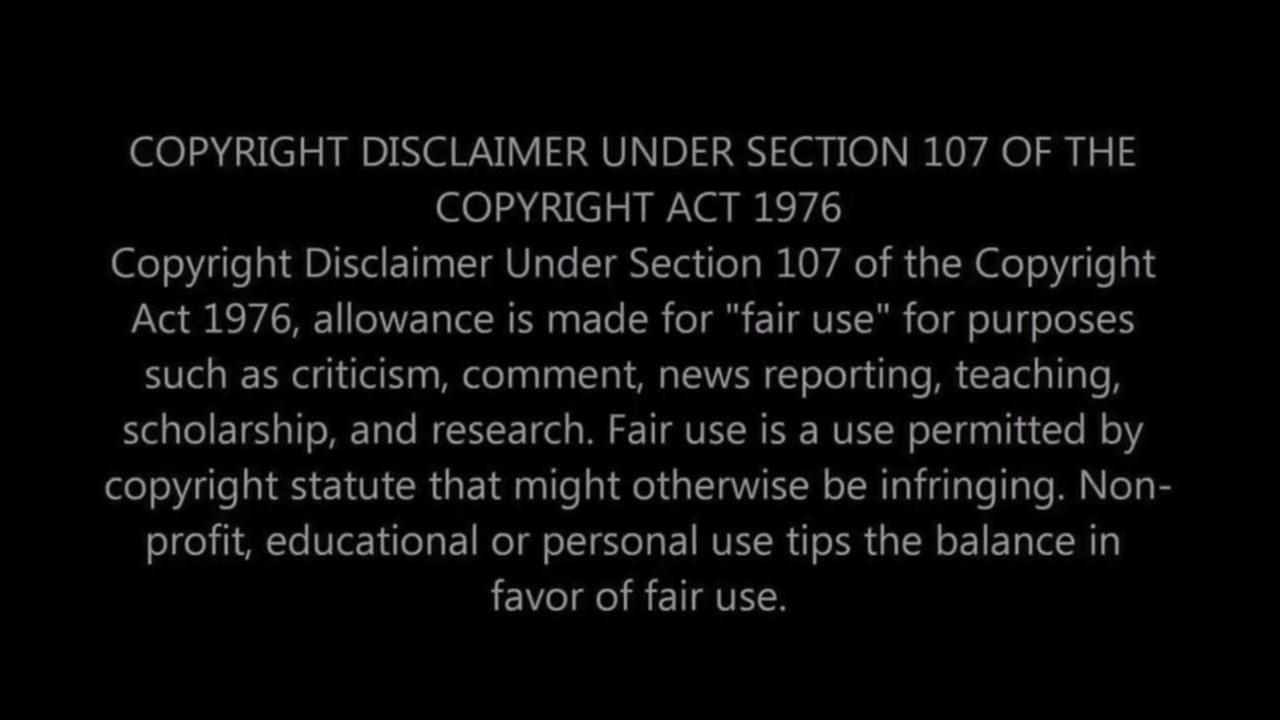 COPYRIGHT DISCLAIMER UNDER SECTION 107 OF THE
COPYRIGHT ACT 1976
Copyright Disclaimer Under Section 107 of the Copyright
Act 1976, allowance is made for "fair use" for purposes
such as criticism, comment, news reporting, teaching,
scholarship, and research. Fair use is a use permitted by
copyright statute that might otherwise be infringing. Non-
profit, educational or personal use tips the balance in
favor of fair use.